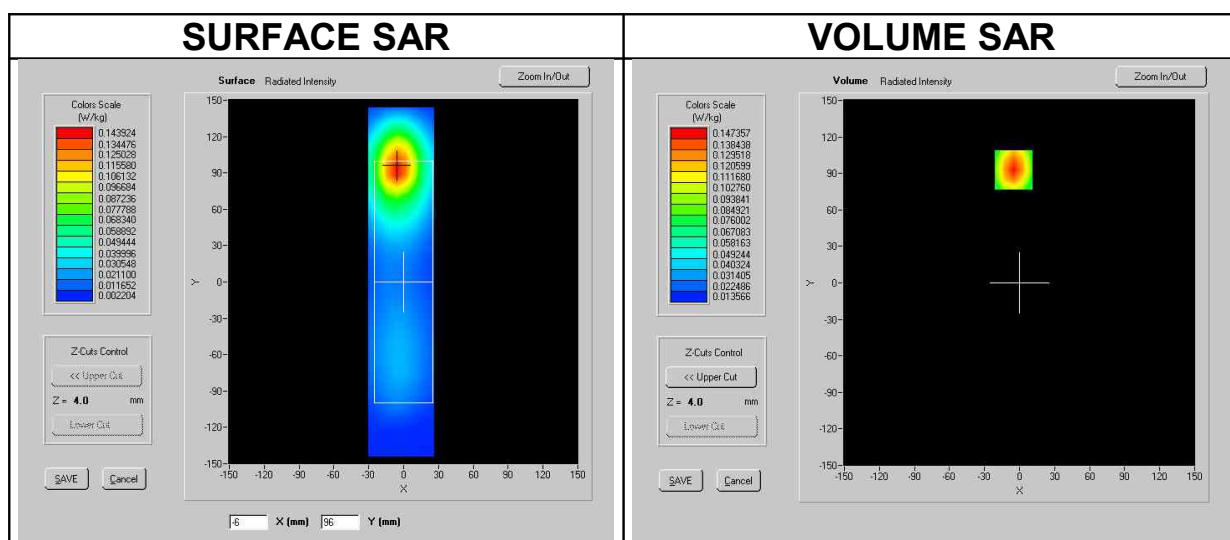 SURFACE SAR
Surface Radiated Intensity
Zoom In/Out
Colors Scale
(W/kg)
0.143924
0.134476
0.125028
0.115580
0.106132
0.096684
0.087236
0.077788
0.068340
0.058892
0.049444
0.039996
0.030548
0.021100
0.011652
0.002204
Z-Cuts Control
<< Upper Cut
Z = 4.0 mm
Lower Cut
SAVE Cancel
150-
120-
90-
60-
30-
Y 0-
-30-
-60-
-90-
-120-
-150-
-150 -120 -90 -60 -30 0 30 60 90 120 150
X
-6 X (mm) 96 Y (mm)
VOLUME SAR
Volume Radiated Intensity
Zoom In/Out
Colors Scale
(W/kg)
0.147357
0.138438
0.129518
0.120599
0.111680
0.102760
0.093841
0.084921
0.076002
0.067083
0.058163
0.049244
0.040324
0.031405
0.022486
0.013566
Z-Cuts Control
<< Upper Cut
Z = 4.0 mm
Lower Cut
SAVE Cancel
150-
120-
90-
60-
30-
Y 0-
-30-
-60-
-90-
-120-
-150-
-150 -120 -90 -60 -30 0 30 60 90 120 150
X